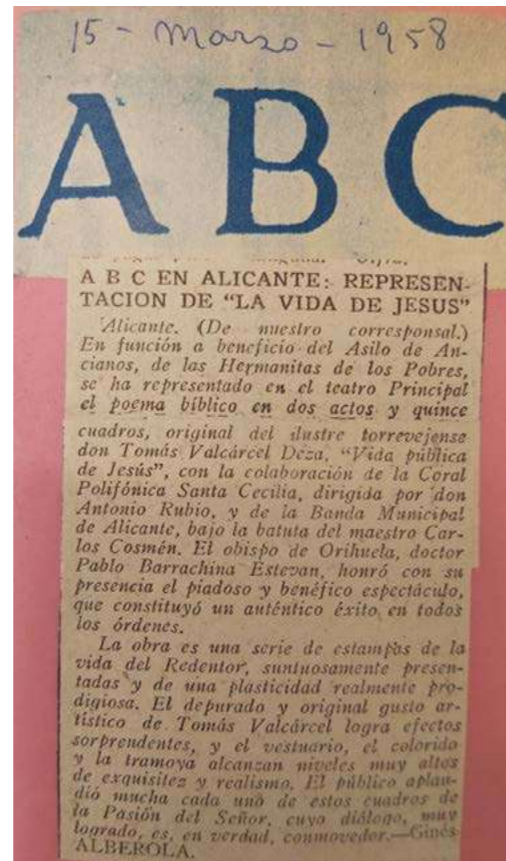 15 - Marzo - 1958
A B C
A B C EN ALICANTE: REPRESEN-
TACION DE "LA VIDA DE JESUS"
Alicante. (De nuestro corresponsal.)
En función a beneficio del Asilo de An-
cianos, de las Hermanitas de los Pobres,
se ha representado en el teatro Principal
el poema bíblico en dos actos y quince
cuadros, original del ilustre torrevejense
don Tomás Valcárcel Deza, "Vida pública
de Jesús", con la colaboración de la Coral
Polifónica Santa Cecilia, dirigida por don
Antonio Rubio, y de la Banda Municipal
de Alicante, bajo la batuta del maestro Car-
los Cosmén. El obispo de Orihuela, doctor
Pablo Barrachina Estevan, honró con su
presencia el piadoso y benéfico espectáculo,
que constituyó un auténtico éxito en todos
los órdenes.
La obra es una serie de estampas de la
vida del Redentor, suntuosamente presen-
tadas y de una plasticidad realmente pro-
digiosa. El depurado y original gusto ar-
tístico de Tomás Valcárcel logra efectos
sorprendentes, y el vestuario, el colorido
y la tramoya alcanzan niveles muy altos
de exquisitez y realismo. El público aplau-
dió mucho cada uno de estos cuadros de
la Pasión del Señor, cuyo diálogo, muy
logrado, es, en verdad, conmovedor.—Ginés
ALBEROLA.